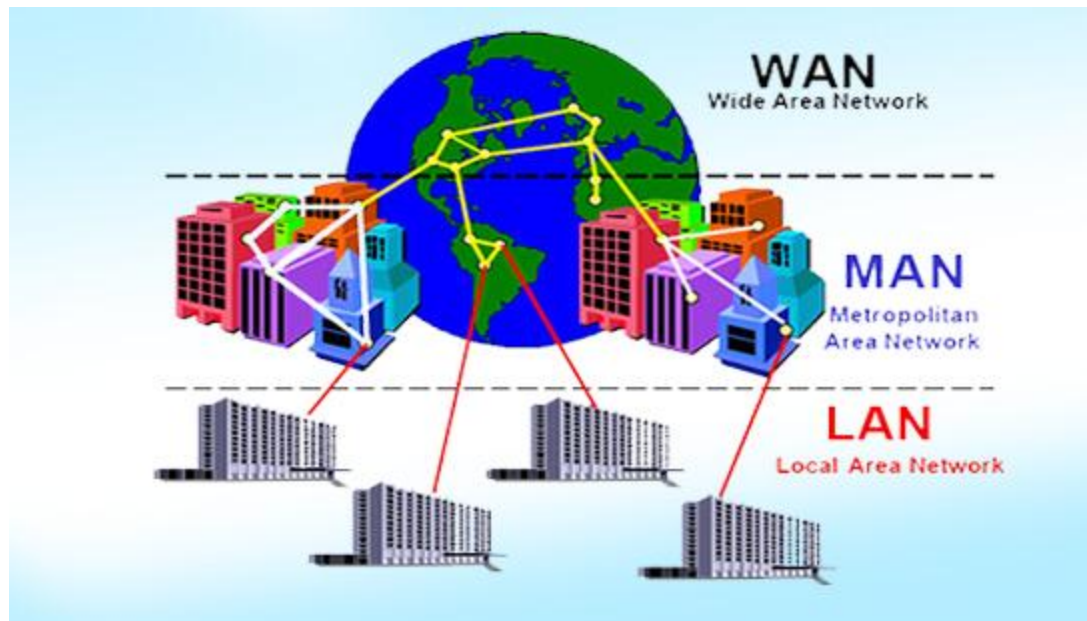 WAN
Wide Area Network
MAN
Metropolitan
Area Network
LAN
Local Area Network